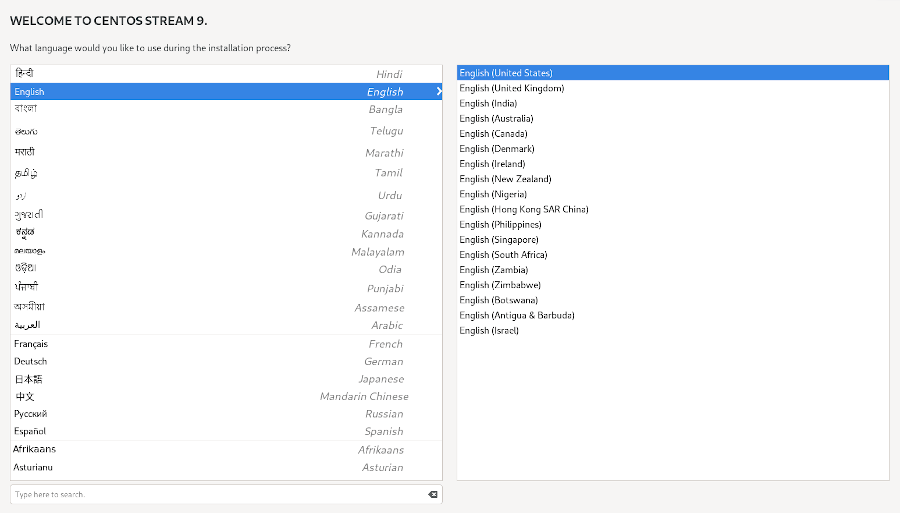 WELCOME TO CENTOS STREAM 9.
What language would you like to use during the installation process?
हिन्दी Hindi
English English
বাংলা Bangla
తెలుగు Telugu
मराठी Marathi
தமிழ் Tamil
اردو Urdu
ગુજરાતી Gujarati
ಕನ್ನಡ Kannada
മലയാളം Malayalam
ଓଡ଼ିଆ Odia
ਪੰਜਾਬੀ Punjabi
অসমীয়া Assamese
العربية Arabic
Français French
Deutsch German
日本語 Japanese
中文 Mandarin Chinese
Русский Russian
Español Spanish
Afrikaans Afrikaans
Asturianu Asturian
Type here to search.
English (United States)
English (United Kingdom)
English (India)
English (Australia)
English (Canada)
English (Denmark)
English (Ireland)
English (New Zealand)
English (Nigeria)
English (Hong Kong SAR China)
English (Philippines)
English (Singapore)
English (South Africa)
English (Zambia)
English (Zimbabwe)
English (Botswana)
English (Antigua & Barbuda)
English (Israel)